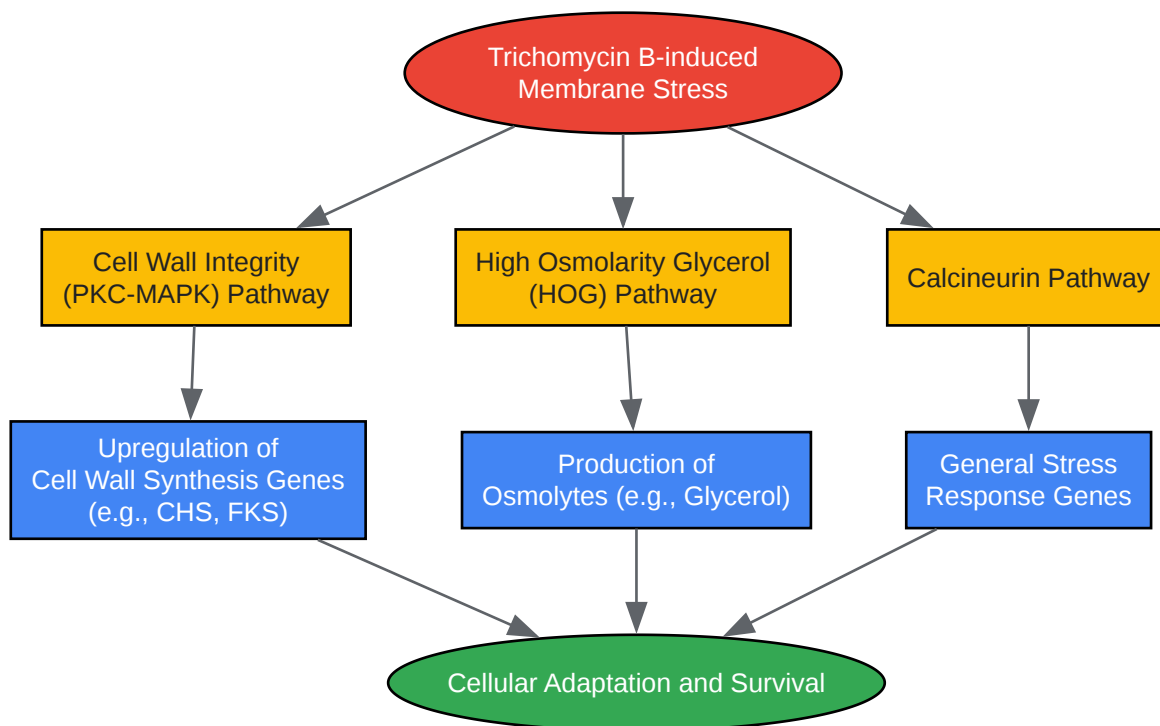 Trichomycin B-induced
Membrane Stress
Cell Wall Integrity
(PKC-MAPK) Pathway
High Osmolarity Glycerol
(HOG) Pathway
Calcineurin Pathway
Upregulation of
Cell Wall Synthesis Genes
(e.g., CHS, FKS)
Production of
Osmolytes (e.g., Glycerol)
General Stress
Response Genes
Cellular Adaptation and Survival